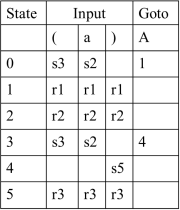 State Input Goto
( a ) A
0 s3 s2 1
1 r1 r1 r1
2 r2 r2 r2
3 s3 s2 4
4 s5
5 r3 r3 r3